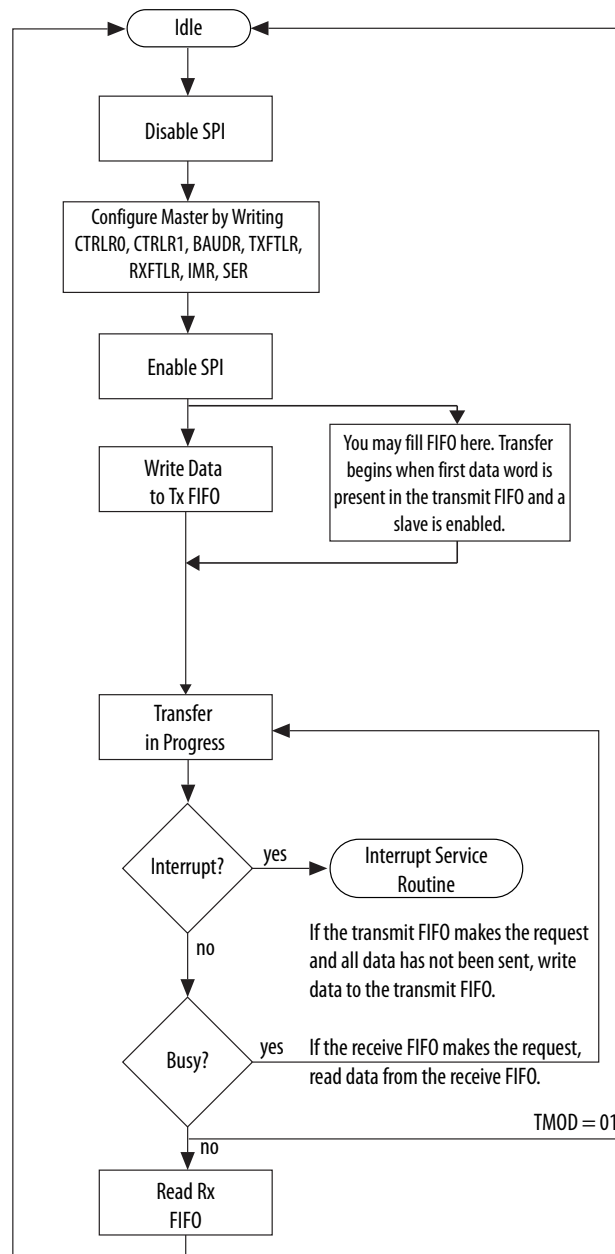 Idle
Disable SPI
Configure Master by Writing
CTRLR0, CTRLR1, BAUDR, TXFTLR,
RXFTLR, IMR, SER
Enable SPI
You may fill FIFO here. Transfer
begins when first data word is
present in the transmit FIFO and a
slave is enabled.
Write Data
to Tx FIFO
Transfer
in Progress
Interrupt?
yes
Interrupt Service
Routine
no
If the transmit FIFO makes the request
and all data has not been sent, write
data to the transmit FIFO.
Busy?
yes
If the receive FIFO makes the request,
read data from the receive FIFO.
TMOD = 01
no
Read Rx
FIFO